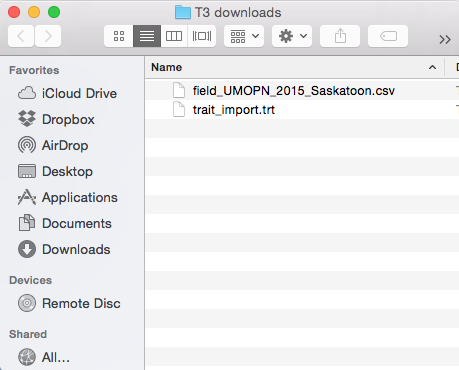 T3 downloads
Favorites
iCloud Drive
Dropbox
AirDrop
Desktop
Applications
Documents
Downloads
Devices
Remote Disc
Shared
All...
Name
field_UMOPN_2015_Saskatoon.csv
trait_import.trt